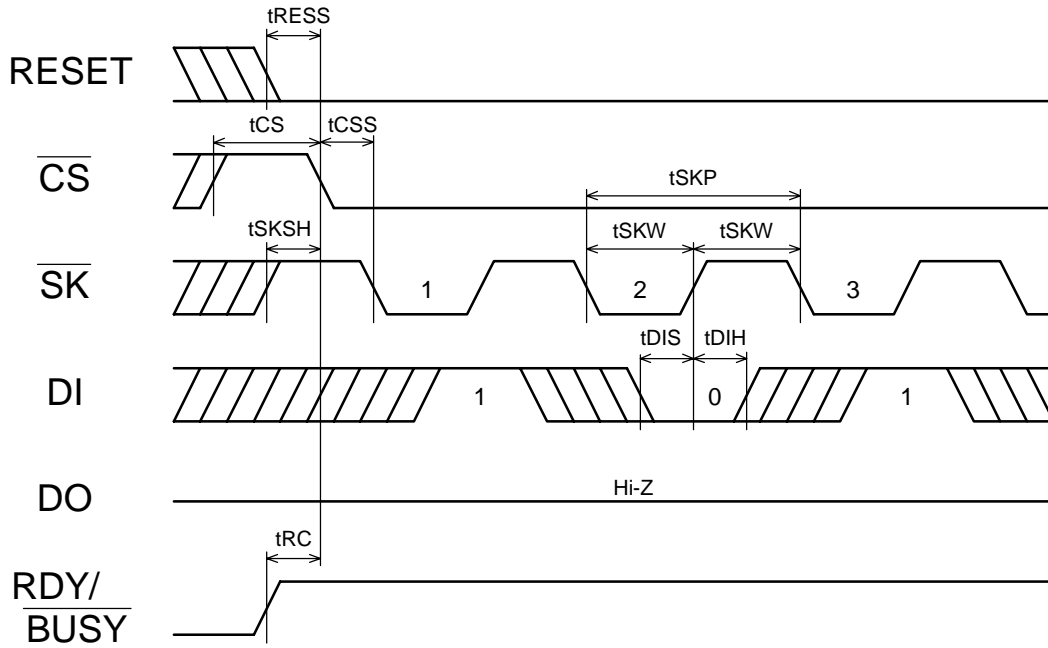 tRESS
RESET
tCS tCSS
CS
tSKP
tSKSH tSKW tSKW
SK
1 2 3
tDIS tDIH
DI
1 0 1
DO
Hi-Z
tRC
RDY/
BUSY